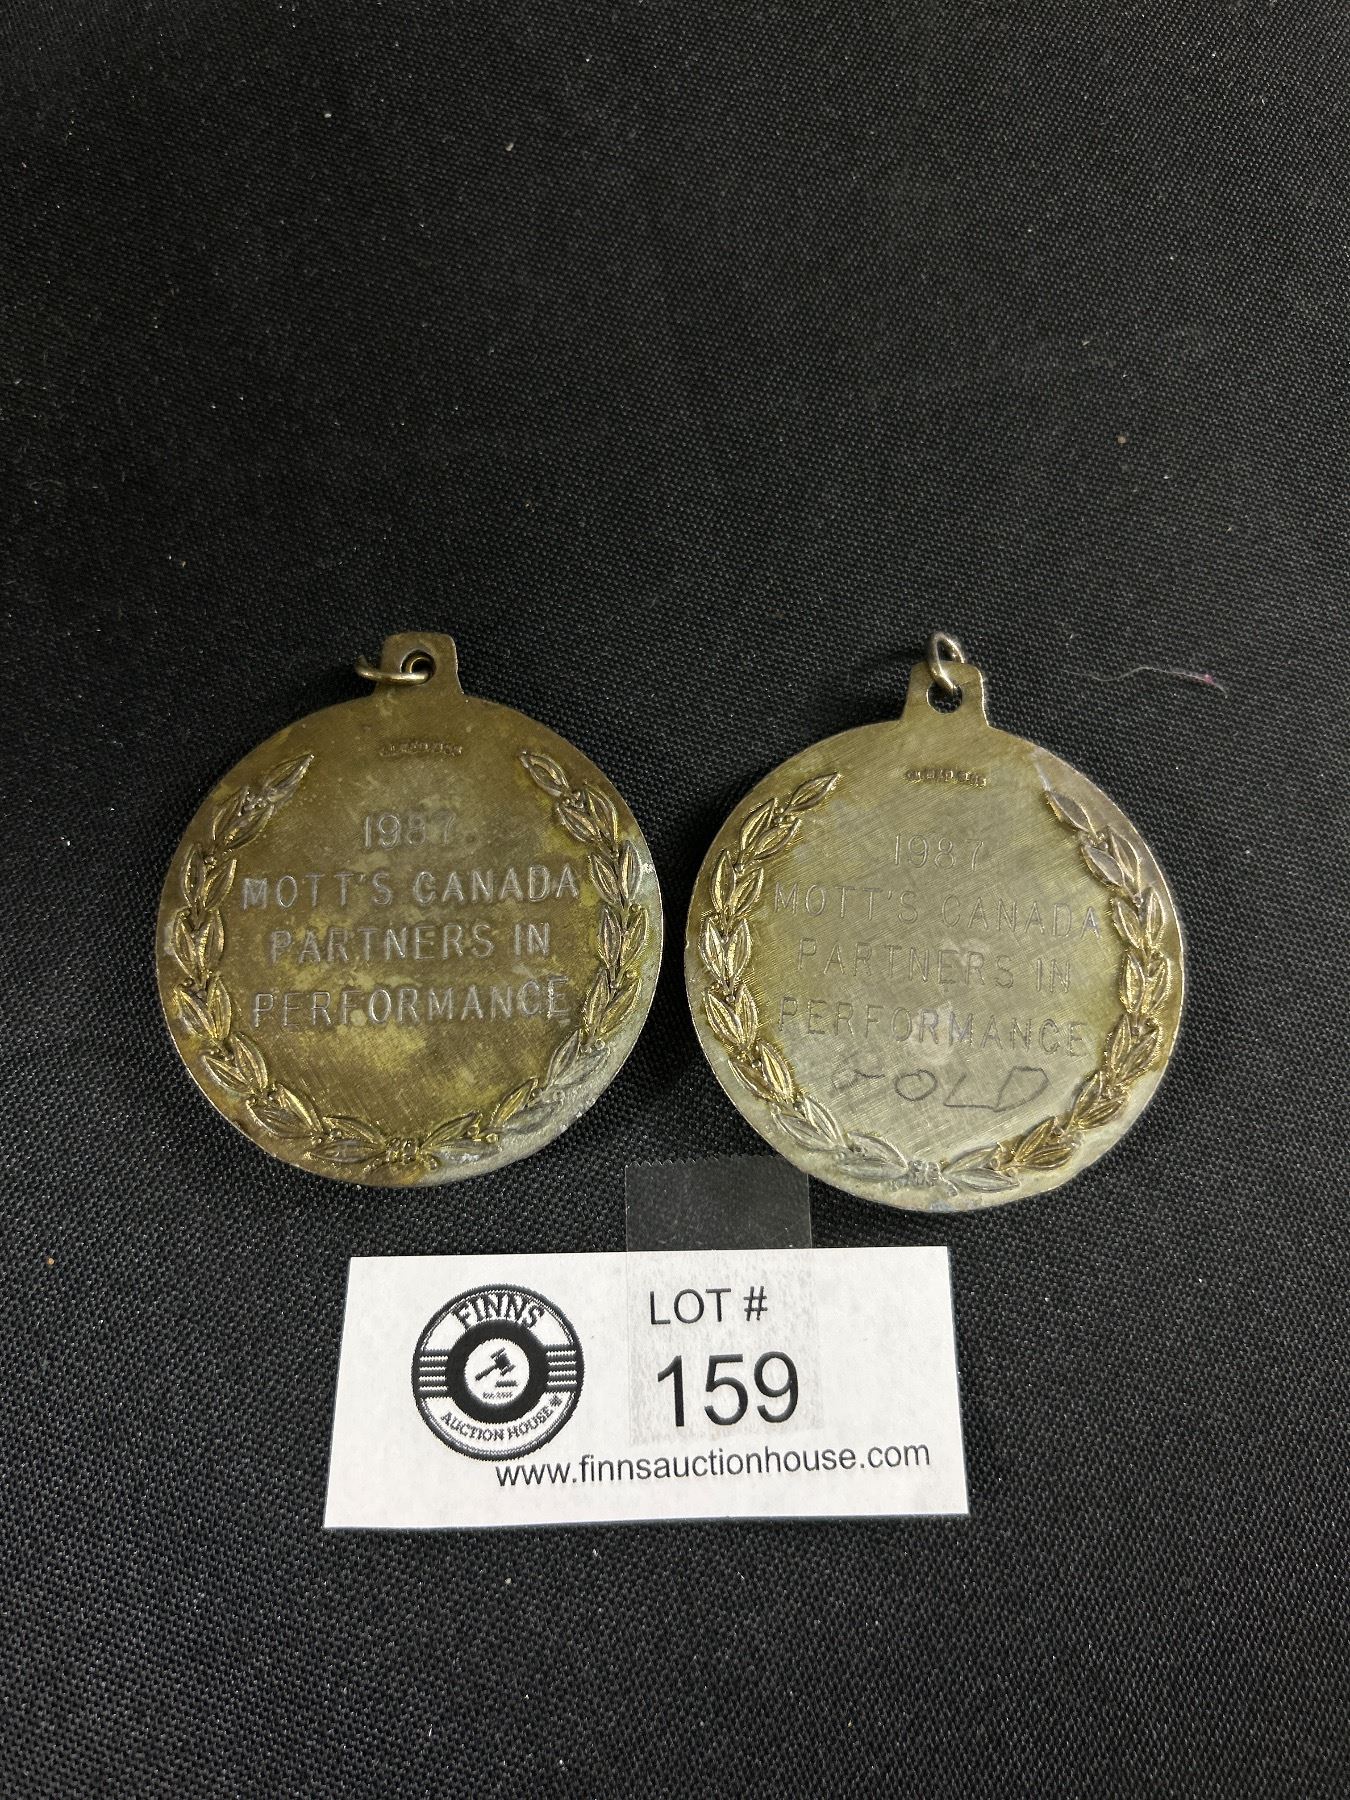 1987
MOTT'S CANADA
PARTNERS IN
PERFORMANCE
1987
MOTT'S CANADA
PARTNERS IN
PERFORMANCE
GOLD
FINNS
AUCTION HOUSE
LOT #
159
www.finnsauctionhouse.com